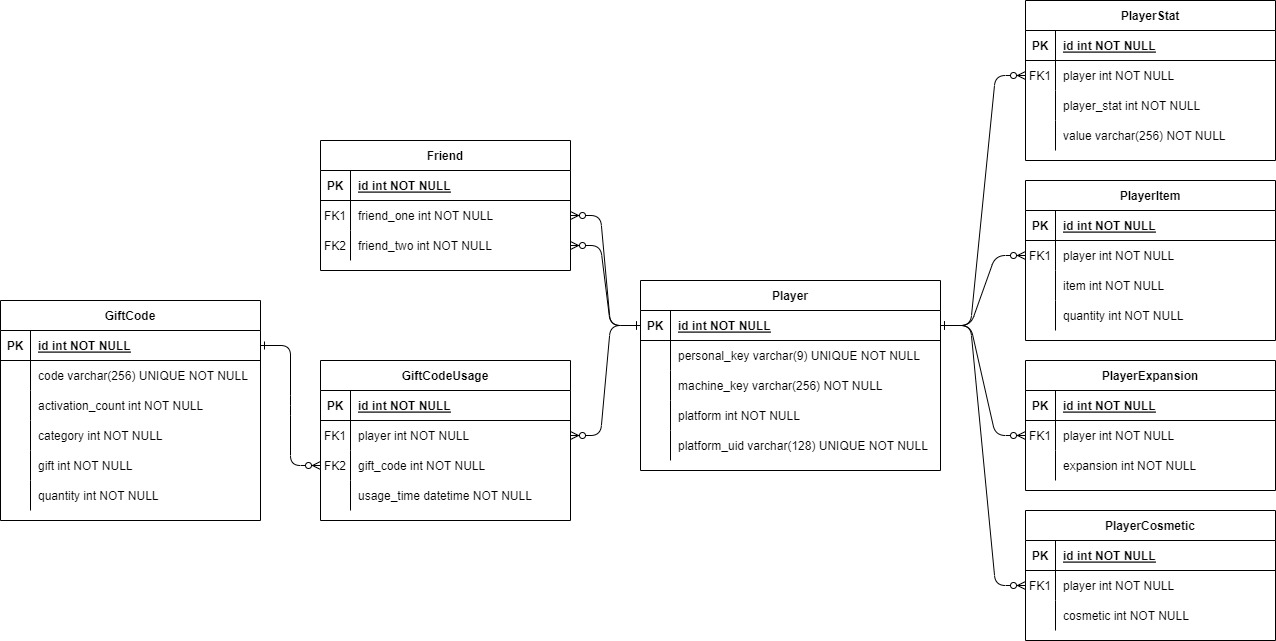 PlayerStat
PK id int NOT NULL
FK1 player int NOT NULL
player_stat int NOT NULL
value varchar(256) NOT NULL
Friend
PK id int NOT NULL
FK1 friend_one int NOT NULL
FK2 friend_two int NOT NULL
PlayerItem
PK id int NOT NULL
FK1 player int NOT NULL
item int NOT NULL
quantity int NOT NULL
Player
PK id int NOT NULL
personal_key varchar(9) UNIQUE NOT NULL
machine_key varchar(256) NOT NULL
platform int NOT NULL
platform_uid varchar(128) UNIQUE NOT NULL
GiftCode
PK id int NOT NULL
code varchar(256) UNIQUE NOT NULL
activation_count int NOT NULL
category int NOT NULL
gift int NOT NULL
quantity int NOT NULL
GiftCodeUsage
PK id int NOT NULL
FK1 player int NOT NULL
FK2 gift_code int NOT NULL
usage_time datetime NOT NULL
PlayerExpansion
PK id int NOT NULL
FK1 player int NOT NULL
expansion int NOT NULL
PlayerCosmetic
PK id int NOT NULL
FK1 player int NOT NULL
cosmetic int NOT NULL